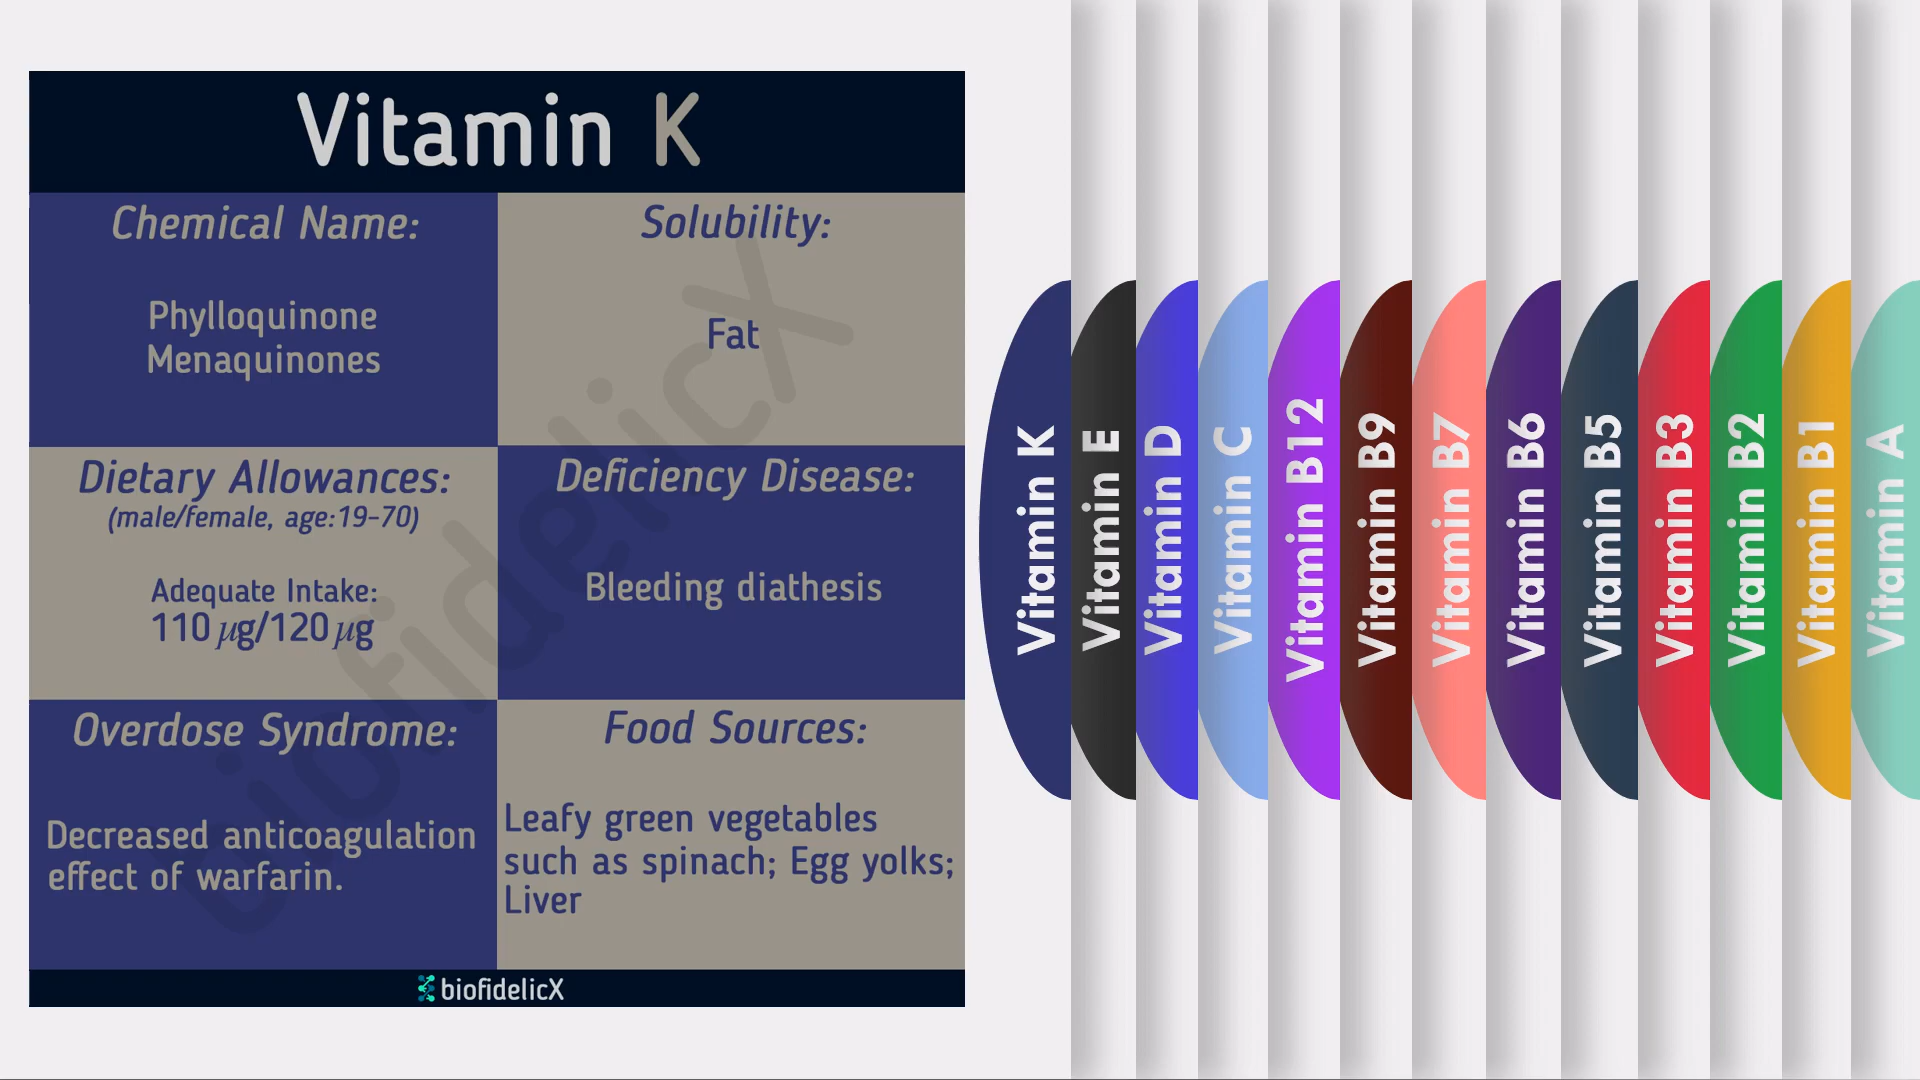 Vitamin K
Chemical Name:
Phylloquinone
Menaquinones
Solubility:
Fat
Dietary Allowances:
(male/female, age:19-70)
Adequate Intake:
110 µg/120 µg
Deficiency Disease:
Bleeding diathesis
Overdose Syndrome:
Decreased anticoagulation
effect of warfarin.
Food Sources:
Leafy green vegetables
such as spinach; Egg yolks;
Liver
biofidelicX
biofidelicX
Vitamin K
Vitamin E
Vitamin D
Vitamin C
Vitamin B12
Vitamin B9
Vitamin B7
Vitamin B6
Vitamin B5
Vitamin B3
Vitamin B2
Vitamin B1
Vitamin A